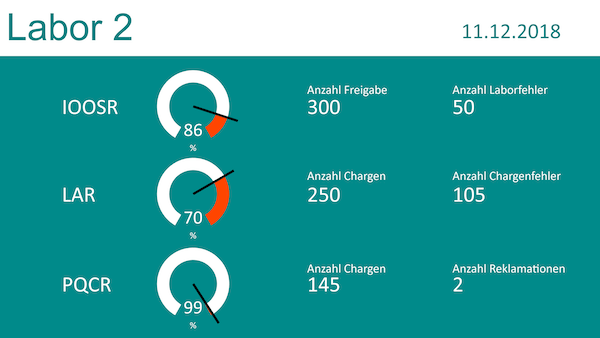 Labor 2
11.12.2018
IOOSR
86
%
Anzahl Freigabe
300
Anzahl Laborfehler
50
LAR
70
%
Anzahl Chargen
250
Anzahl Chargenfehler
105
PQCR
99
%
Anzahl Chargen
145
Anzahl Reklamationen
2